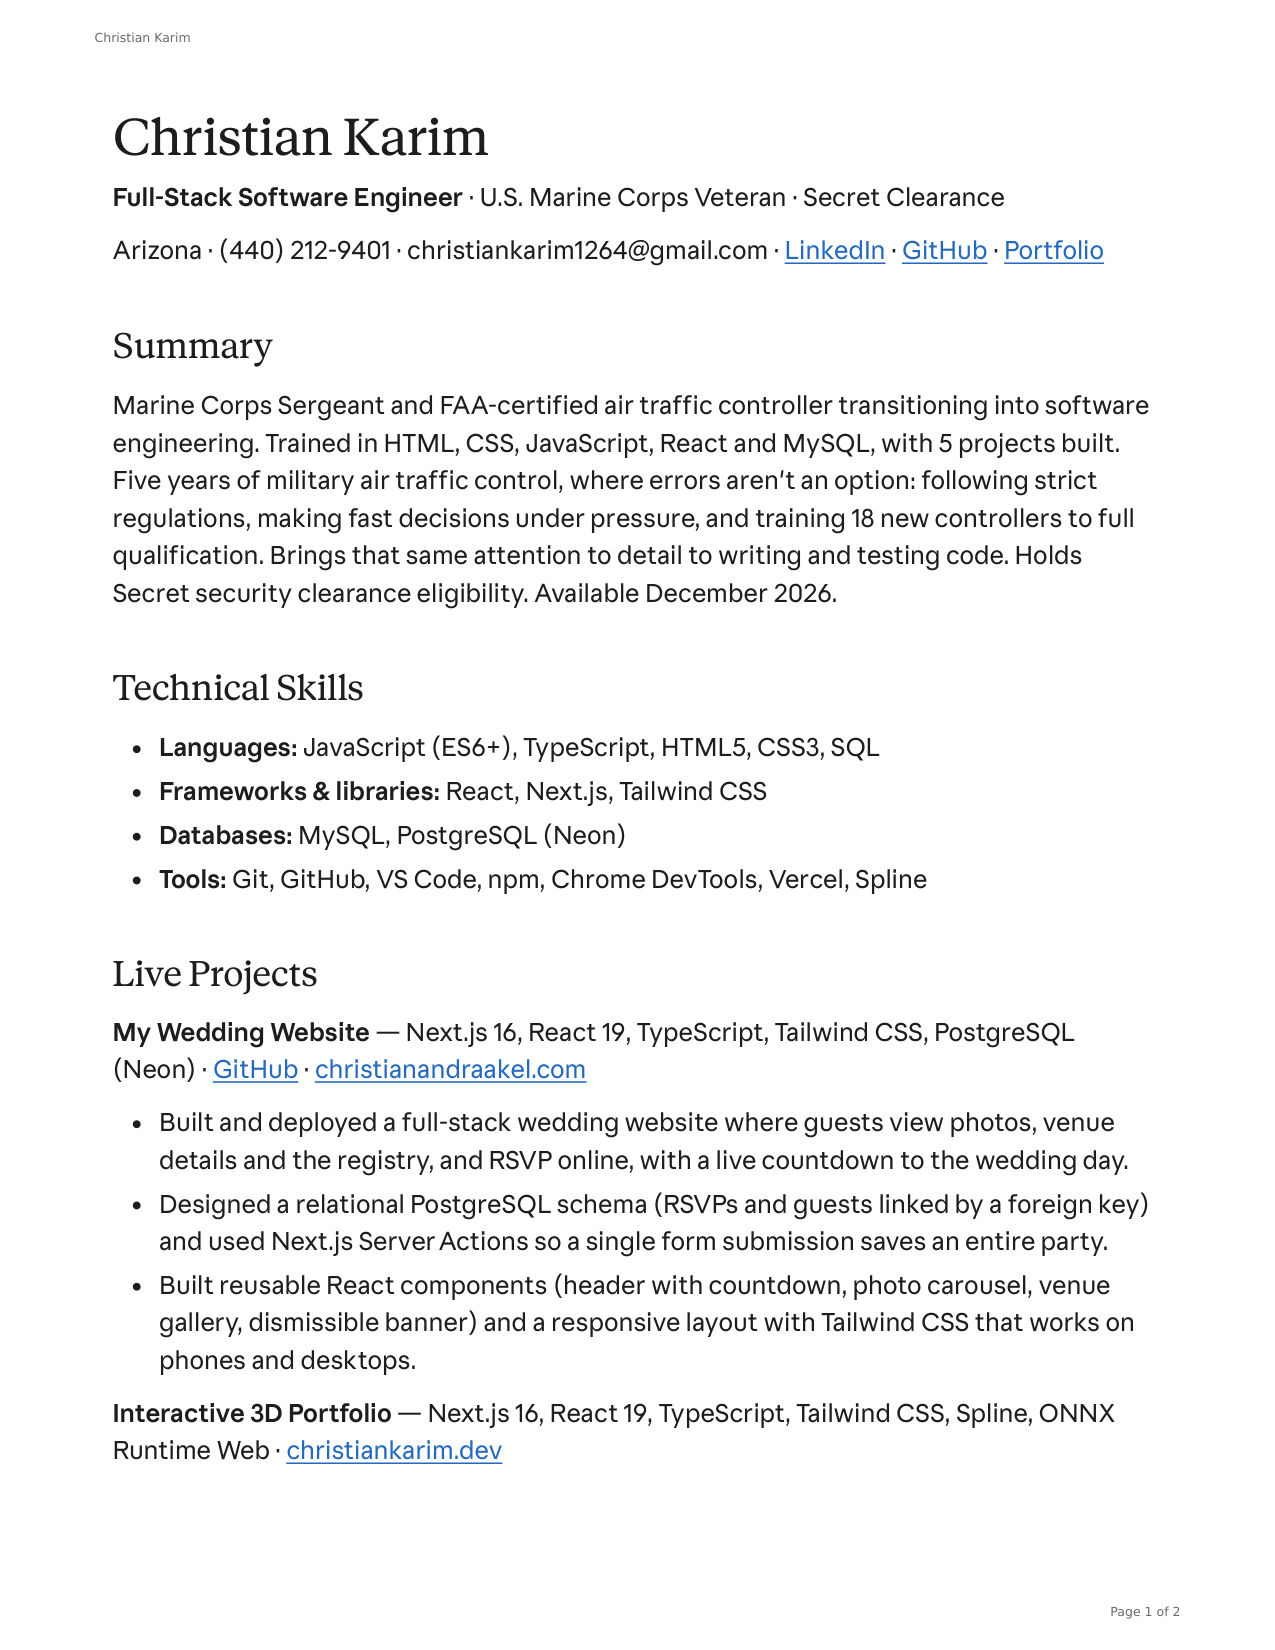 Christian Karim
Christian Karim
Full-Stack Software Engineer · U.S. Marine Corps Veteran · Secret Clearance
Arizona · (440) 212-9401 · christiankarim1264@gmail.com · LinkedIn · GitHub · Portfolio
Summary
Marine Corps Sergeant and FAA-certified air traffic controller transitioning into software
engineering. Trained in HTML, CSS, JavaScript, React and MySQL, with 5 projects built.
Five years of military air traffic control, where errors aren't an option: following strict
regulations, making fast decisions under pressure, and training 18 new controllers to full
qualification. Brings that same attention to detail to writing and testing code. Holds
Secret security clearance eligibility. Available December 2026.
Technical Skills
• Languages: JavaScript (ES6+), TypeScript, HTML5, CSS3, SQL
• Frameworks & libraries: React, Next.js, Tailwind CSS
• Databases: MySQL, PostgreSQL (Neon)
• Tools: Git, GitHub, VS Code, npm, Chrome DevTools, Vercel, Spline
Live Projects
My Wedding Website — Next.js 16, React 19, TypeScript, Tailwind CSS, PostgreSQL
(Neon) · GitHub · christianandraakel.com
• Built and deployed a full-stack wedding website where guests view photos, venue
details and the registry, and RSVP online, with a live countdown to the wedding day.
• Designed a relational PostgreSQL schema (RSVPs and guests linked by a foreign key)
and used Next.js Server Actions so a single form submission saves an entire party.
• Built reusable React components (header with countdown, photo carousel, venue
gallery, dismissible banner) and a responsive layout with Tailwind CSS that works on
phones and desktops.
Interactive 3D Portfolio — Next.js 16, React 19, TypeScript, Tailwind CSS, Spline, ONNX
Runtime Web · christiankarim.dev
Page 1 of 2